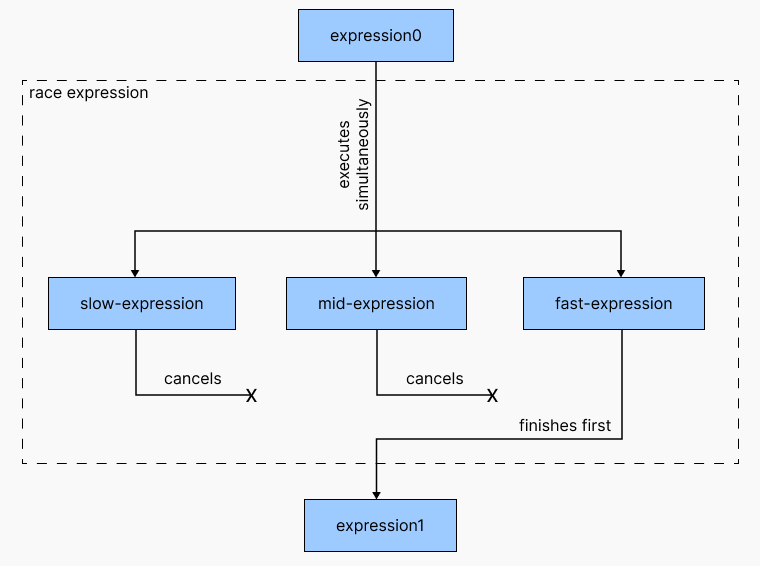 expression0
race expression
executes
simultaneously
slow-expression
mid-expression
fast-expression
cancels
X
cancels
X
finishes first
expression1